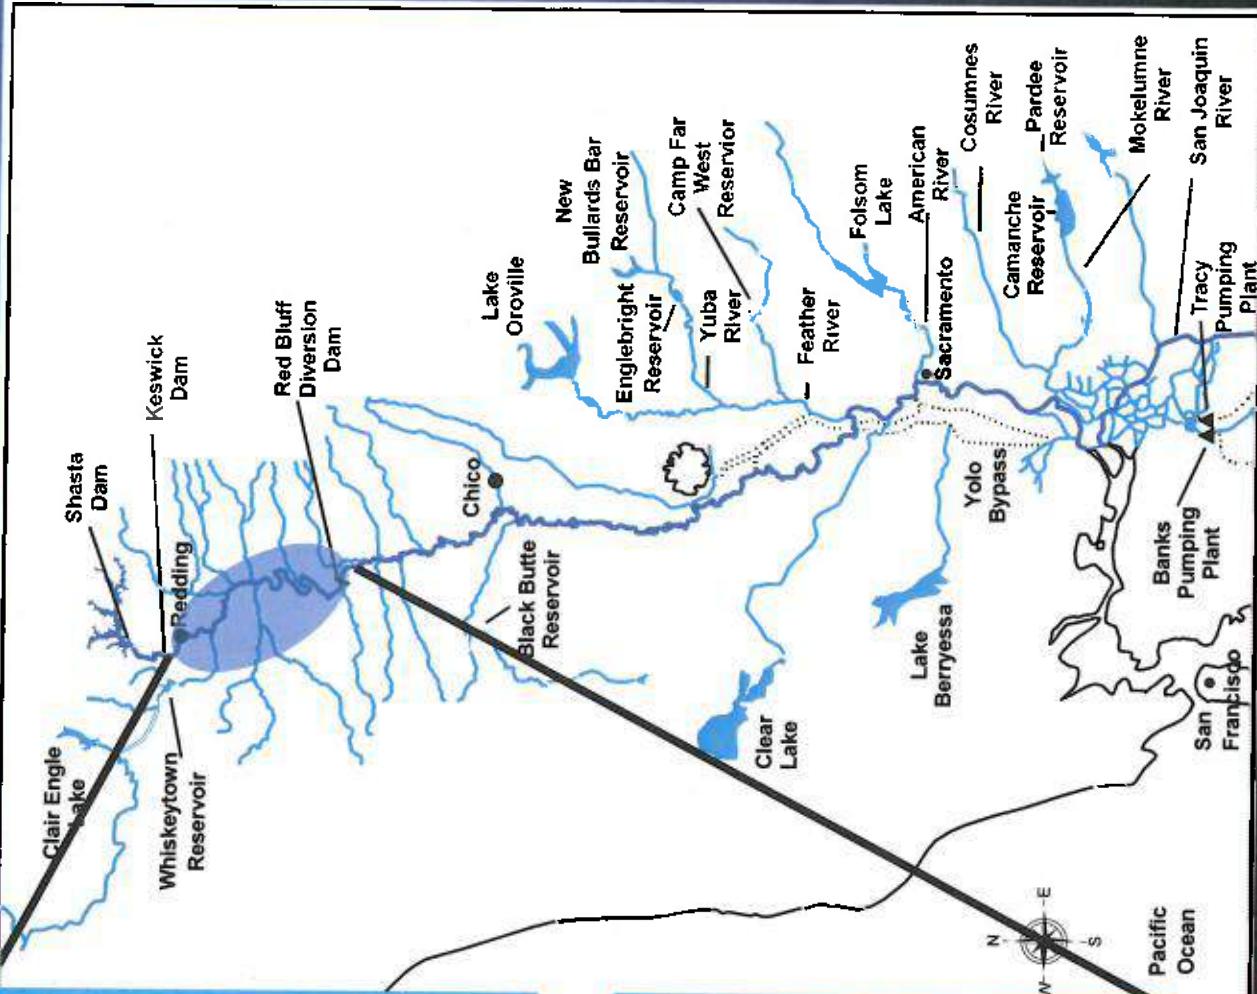 Shasta
Dam
Keswick
Dam
Redding
Red Bluff
Diversion
Dam
Clair Engle
Lake
Whiskeytown
Reservoir
Chico
Black Butte
Reservoir
Lake
Oroville
New
Bullards Bar
Reservoir
Englebright
Reservoir
Yuba
River
Camp Far
West
Reservior
Feather
River
Folsom
Lake
American
River
Sacramento
Cosumnes
River
Pardee
Reservoir
Camanche
Reservoir
Mokelumne
River
San Joaquin
River
Tracy
Pumping
Plant
Clear
Lake
Lake
Berryessa
Yolo
Bypass
Banks
Pumping
Plant
San
Francisco
Pacific
Ocean
N
E
S
W